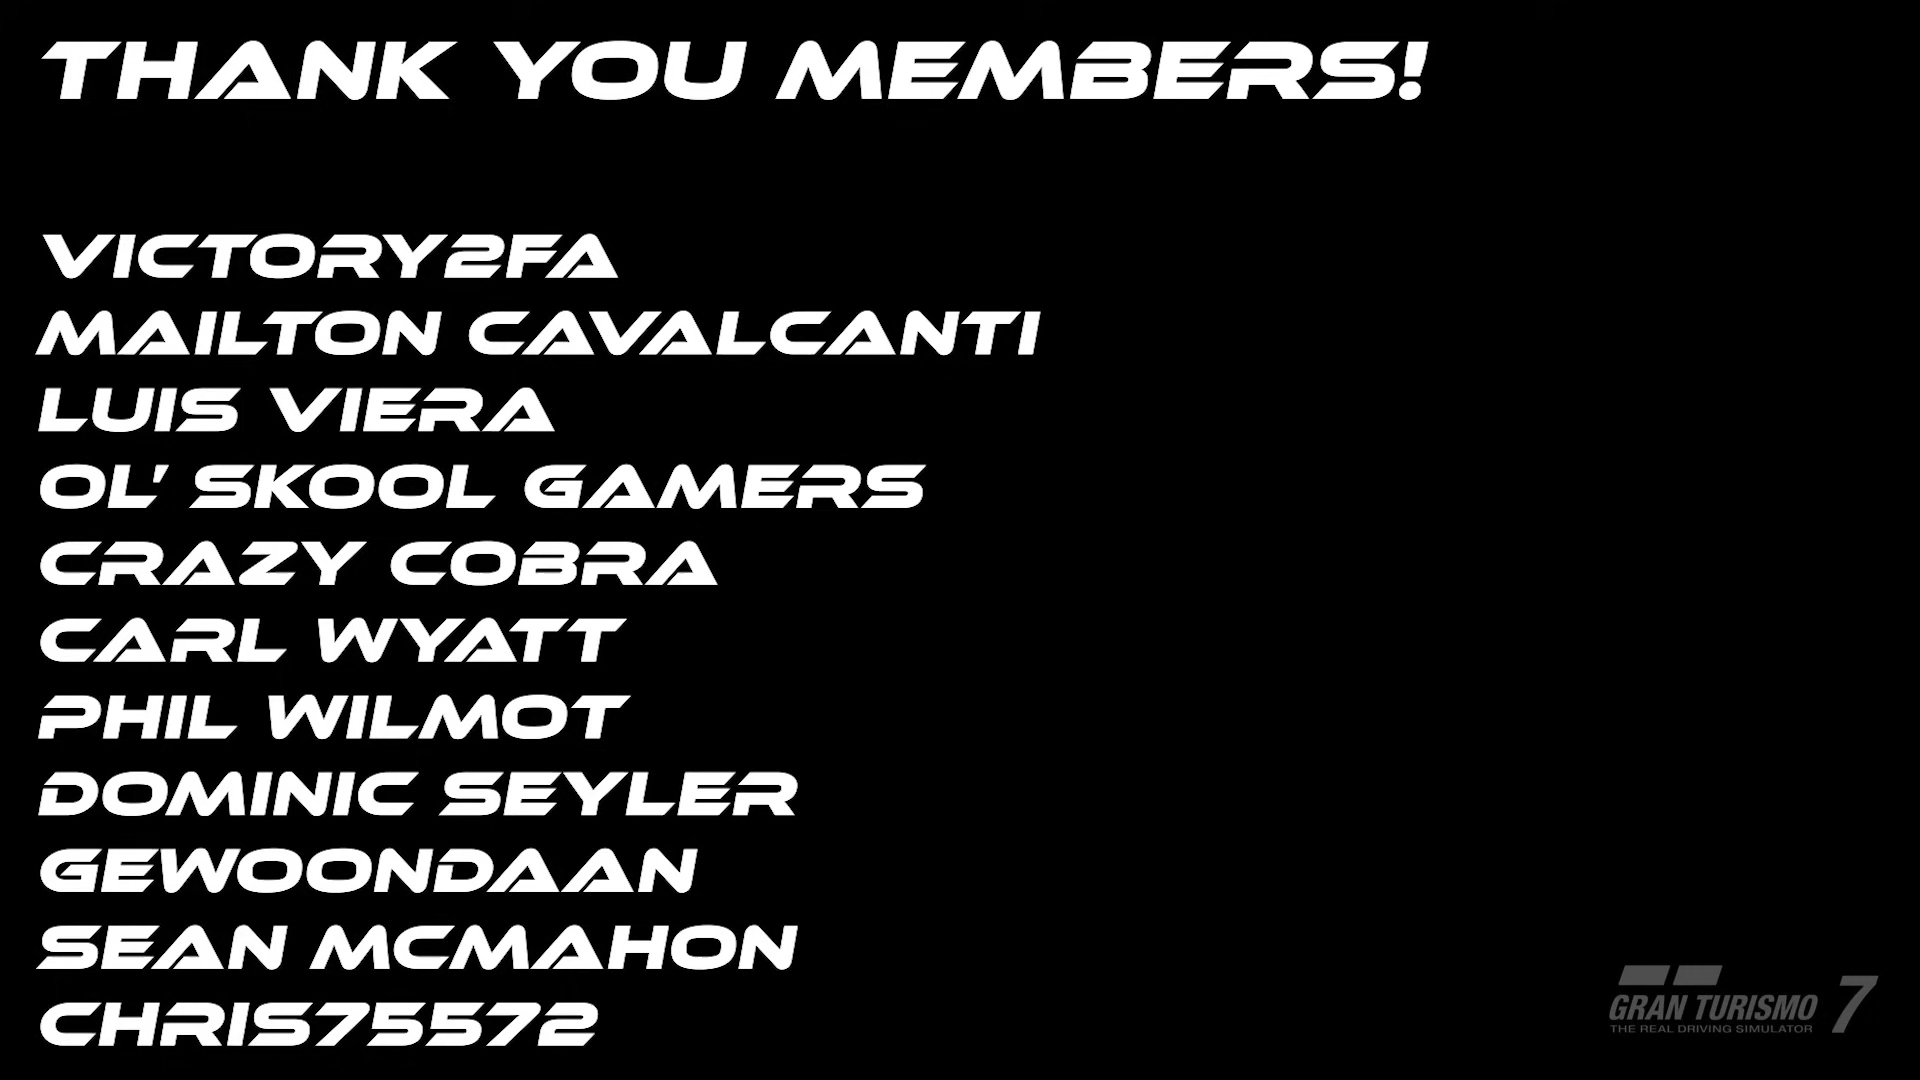 THANK YOU MEMBERS!
VICTORY2FA
MAILTON CAVALCANTI
LUIS VIERA
OL' SKOOL GAMERS
CRAZY COBRA
CARL WYATT
PHIL WILMOT
DOMINIC SEYLER
GEWOONDAAN
SEAN MCMAHON
CHRIS75572
GRAN TURISMO 7
THE REAL DRIVING SIMULATOR